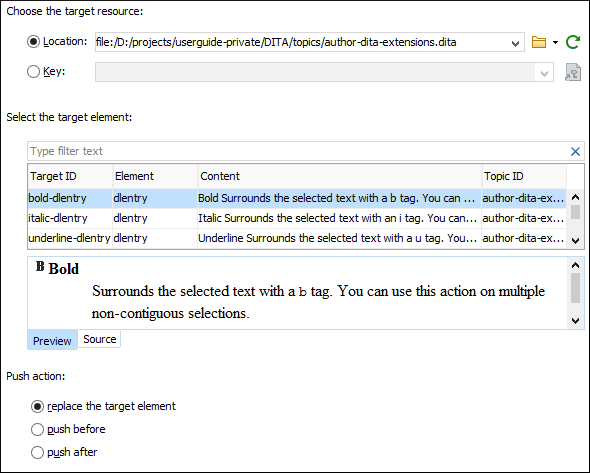 Choose the target resource:
Location: file:/D:/projects/userguide-private/DITA/topics/author-dita-extensions.dita
Key:
Select the target element:
Type filter text
Target ID Element Content Topic ID
bold-dlentry dlentry Bold Surrounds the selected text with a b tag. You can ... author-dita-ex...
italic-dlentry dlentry Italic Surrounds the selected text with an i tag. You can... author-dita-ex...
underline-dlentry dlentry Underline Surrounds the selected text with a u tag. You... author-dita-ex...
B Bold
Surrounds the selected text with a b tag. You can use this action on multiple
non-contiguous selections.
Preview Source
Push action:
replace the target element
push before
push after